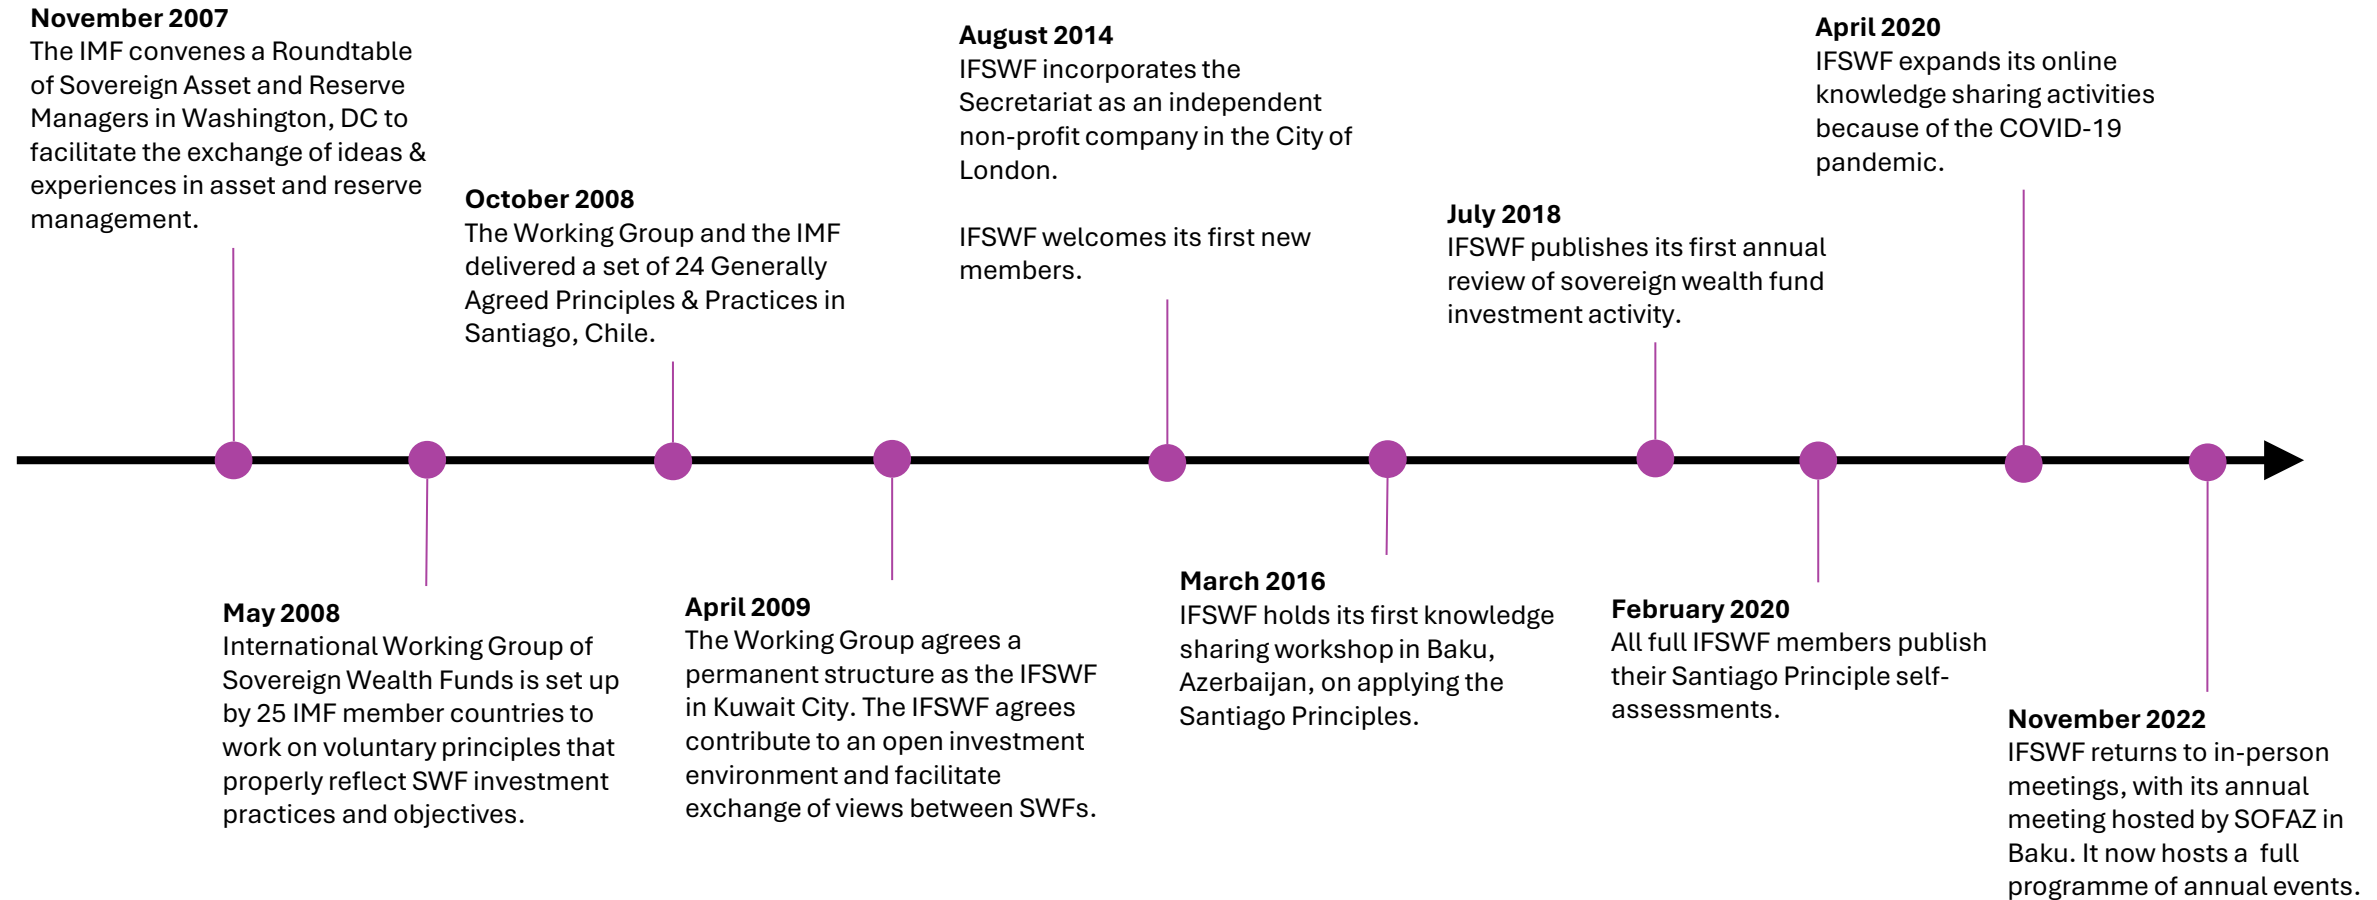 November 2007
The IMF convenes a Roundtable
of Sovereign Asset and Reserve
Managers in Washington, DC to
facilitate the exchange of ideas &
experiences in asset and reserve
management.
May 2008
International Working Group of
Sovereign Wealth Funds is set up
by 25 IMF member countries to
work on voluntary principles that
properly reflect SWF investment
practices and objectives.
October 2008
The Working Group and the IMF
delivered a set of 24 Generally
Agreed Principles & Practices in
Santiago, Chile.
April 2009
The Working Group agrees a
permanent structure as the IFSWF
in Kuwait City. The IFSWF agrees
contribute to an open investment
environment and facilitate
exchange of views between SWFs.
August 2014
IFSWF incorporates the
Secretariat as an independent
non-profit company in the City of
London.
IFSWF welcomes its first new
members.
March 2016
IFSWF holds its first knowledge
sharing workshop in Baku,
Azerbaijan, on applying the
Santiago Principles.
July 2018
IFSWF publishes its first annual
review of sovereign wealth fund
investment activity.
February 2020
All full IFSWF members publish
their Santiago Principle self-
assessments.
April 2020
IFSWF expands its online
knowledge sharing activities
because of the COVID-19
pandemic.
November 2022
IFSWF returns to in-person
meetings, with its annual
meeting hosted by SOFAZ in
Baku. It now hosts a  full
programme of annual events.